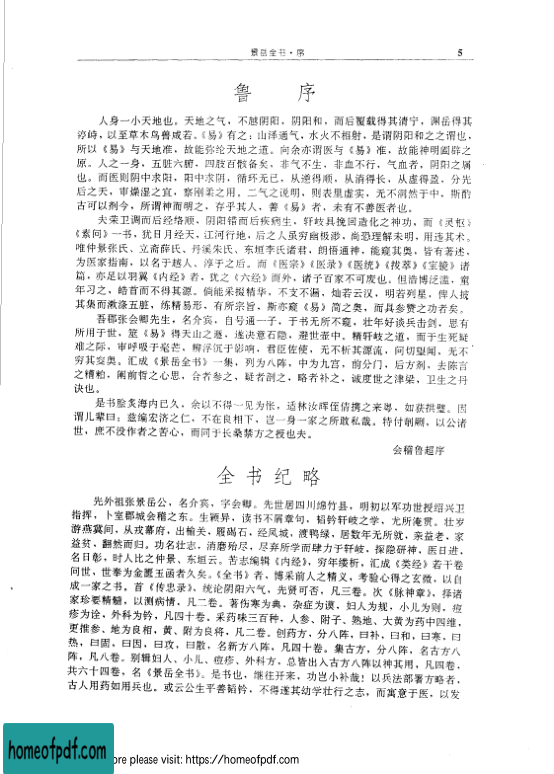 景岳全书·序 5
鲁 序
人身一小天地也。天地之气，不愆阴阳，阴阳和，而后覆载得其清宁，渊岳得其
渟峙，以至草木鸟兽咸若。《易》有之：山泽通气，水火不相射，是谓阴阳和之之谓也，
所以《易》与天地准，故能弥纶天地之道。向余亦谓医与《易》准，故能神明阖辟之
原。人之一身，五脏六腑，四肢百骸备矣，非气不生，非血不行，气血者，阴阳之属
也。而医则阴中求阳，阳中求阴，循环无已，从逆得顺，从消得长，从虚得盈，分先
后之天，审燥湿之宜，察刚柔之用。二气之说明，则表里虚实，无不洞然于中，斯酌
古可以剂今，所谓神而明之，存乎其人，善《易》者，未有不善医者也。
夫荣卫调而后经络顺，阴阳错而后疾病生，轩岐具挽回造化之神功，而《灵枢》
《素问》一书，犹日月经天，江河行地，后之人虽穷幽极渺，尚恐理解未明，用违其术。
唯仲景张氏、立斋薛氏、丹溪朱氏、东垣李氏诸君，朗悟通神，能窥其奥，皆有著述，
为医家指南，以名于越人、淳于之后。而《医宗》《医录》《医统》《拔萃》《宝镜》诸
篇，亦足以羽翼《内经》者，犹之《六经》而外，诸子百家不可废也。但浩博泛滥，童
年习之，皓首而不得其源。倘能采掇精华，不支不漏，灿若云汉，明若列星，俾人披
其集而漱涤五脏，练精易形，有所宗旨，斯亦窥《易》简之奥，而具参赞之功者矣。
吾郡张会卿先生，名介宾，自号通一子，于书无所不窥，壮年好谈兵击剑，思有
所用于世，筮《易》得天山之遁，遂决意石隐，避世壶中，精轩岐之道，而于生死疑
难之际，审呼吸于毫芒，辨浮沉于影响，君臣佐使，无不析其源流，问切望闻，无不
穷其窔奥。汇成《景岳全书》一集，列为八阵，中为九宫，前分门，后方剂，去陈言
之糟粕，阐前哲之心思，合者参之，疑者剖之，略者补之，诚度世之津梁，卫生之丹
诀也。
是书脍炙海内已久，余以不得一见为怅，适林汝晖侄倩携之来粤，如获拱璧。因
谓儿辈曰：兹编宏济之仁，不在良相下，岂一身一家之所敢私哉。特付剞劂，以公诸
世，庶不没作者之苦心，而同于长桑禁方之授也夫。
会稽鲁超序
全 书 纪 略
先外祖张景岳公，名介宾，字会卿。先世居四川绵竹县，明初以军功世授绍兴卫
指挥，卜室郡城会稽之东。生颖异，读书不屑章句，韬钤轩岐之学，尤所淹贯。壮岁
游燕冀间，从戎幕府，出榆关，履碣石，经凤城，渡鸭绿，居数年无所就，亲益老，家
益贫，翻然而归。功名壮志，消磨殆尽，尽弃所学而肆力于轩岐，探隐研神，医日进，
名日彰，时人比之仲景、东垣云。苦志编辑《内经》，穷年缕析，汇成《类经》若干卷
问世，世奉为金匮玉函者久矣。《全书》者，博采前人之精义，考验心得之玄微，以自
成一家之书。首《传忠录》，统论阴阳六气，先贤可否，凡三卷。次《脉神章》，择诸
家珍要精髓，以测病情，凡二卷。著伤寒为典，杂症为谟，妇人为规，小儿为则，痘
疹为诠，外科为钤，凡四十卷。采药味三百种，人参、附子、熟地、大黄为药中四维，
更推参、地为良相，黄、附为良将，凡二卷。创药方，分八阵，曰补，曰和，曰寒，曰
热，曰固，曰因，曰攻，曰散，名新方八阵，凡四十卷。集古方，分八阵，名古方八
阵，凡八卷。别辑妇人、小儿、痘疹、外科方，总皆出入古方八阵以神其用，凡四卷，
共六十四卷，名《景岳全书》。是书也，继往开来，功岂小补哉！以兵法部署方略者，
古人用药如用兵也。或云公生平善韬钤，不得遂其幼学壮行之志，而寓意于医，以发
homeofpdf.com
ore please visit: https://homeofpdf.com